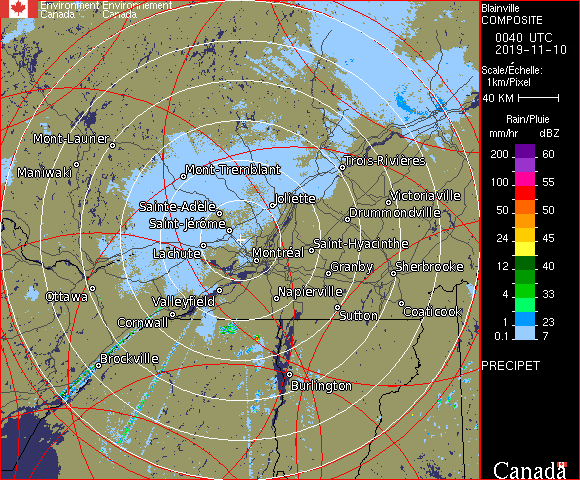 Environment Environnement
Canada Canada
Blainville
COMPOSITE
0040 UTC
2019-11-10
Scale/Échelle:
1km/Pixel
40 KM
Rain/Pluie
mm/hr dBZ
200 60
100 55
50 50
24 45
12 40
4 33
1 23
0.1 7
PRECIPET
Canada
Mont-Laurier
Maniwaki
Mont-Tremblant
Trois-Rivières
Sainte-Adèle
Joliette
Victoriaville
Saint-Jérôme
Drummondville
Lachute
Montréal
Saint-Hyacinthe
Granby
Sherbrooke
Ottawa
Valleyfield
Napierville
Cornwall
Sutton
Coaticook
Brockville
Burlington